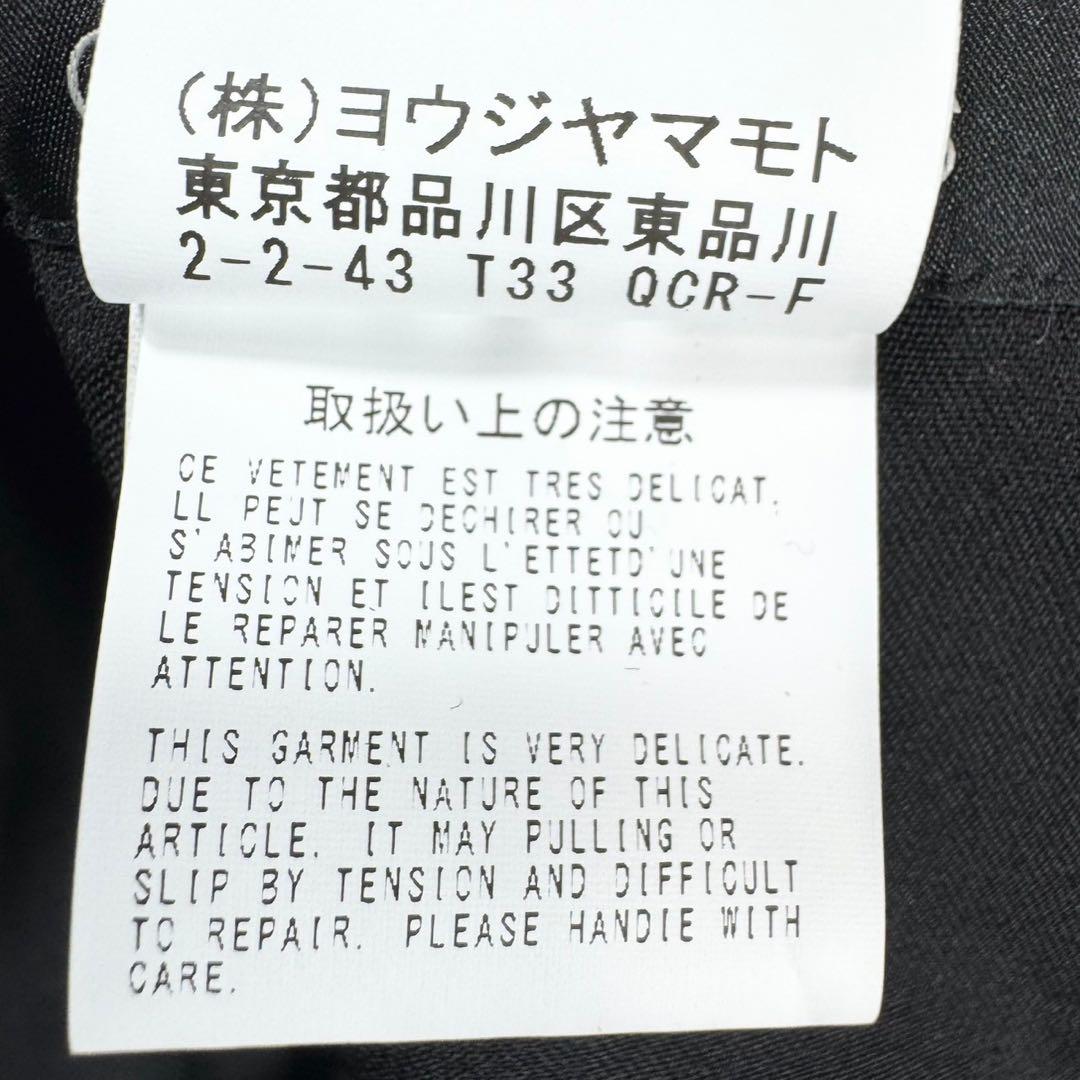 (株)ヨウジヤマモト
東京都品川区東品川
2-2-43 T33 QCR-F
取扱い上の注意
CE VETEMENT EST TRES DELICAT.
LL PEUT SE DECHIRER OU
S'ABIMER SOUS L'ETTETD'UNE
TENSION ET ILEST DITTICILE DE
LE REPARER MANIPULER AVEC
ATTENTION.
THIS GARMENT IS VERY DELICATE.
DUE TO THE NATURE OF THIS
ARTICLE. IT MAY PULLING OR
SLIP BY TENSION AND DIFFICULT
TO REPAIR. PLEASE HANDIE WITH
CARE.